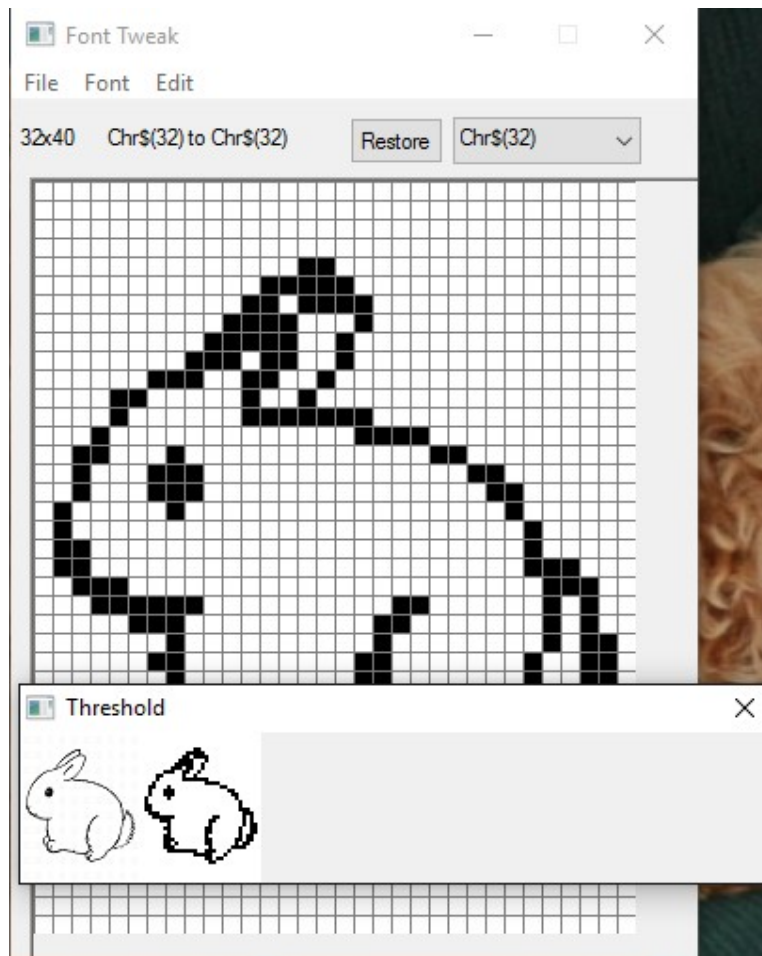 Font Tweak
File Font Edit
32x40 Chr$(32) to Chr$(32) Restore Chr$(32)
Threshold